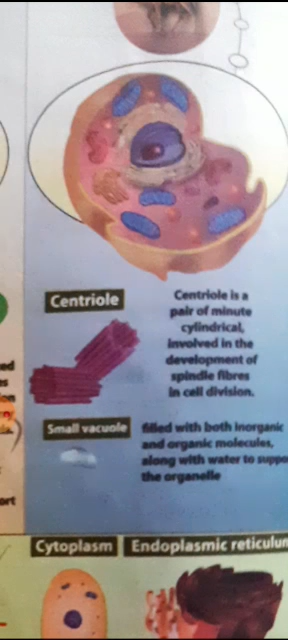 Centriole
Centriole is a
pair of minute
cylindrical,
involved in the
development of
spindle fibres
in cell division.
Small vacuole
filled with both inorganic
and organic molecules,
along with water to suppo
the organelle
Cytoplasm
Endoplasmic reticulum